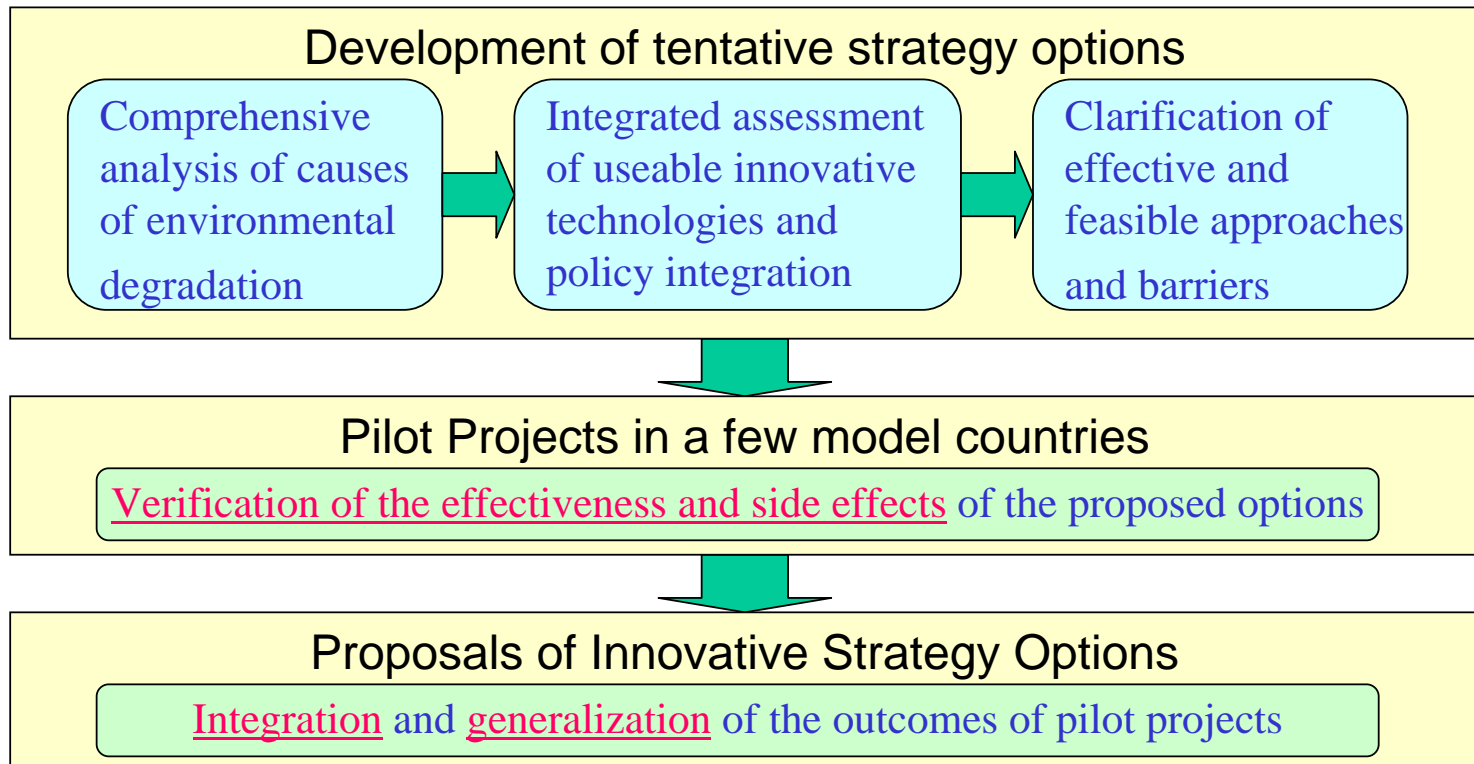 Development of tentative strategy options
Comprehensive
analysis of causes
of environmental
degradation
Integrated assessment
of useable innovative
technologies and
policy integration
Clarification of
effective and
feasible approaches
and barriers
Pilot Projects in a few model countries
Verification of the effectiveness and side effects of the proposed options
Proposals of Innovative Strategy Options
Integration and generalization of the outcomes of pilot projects